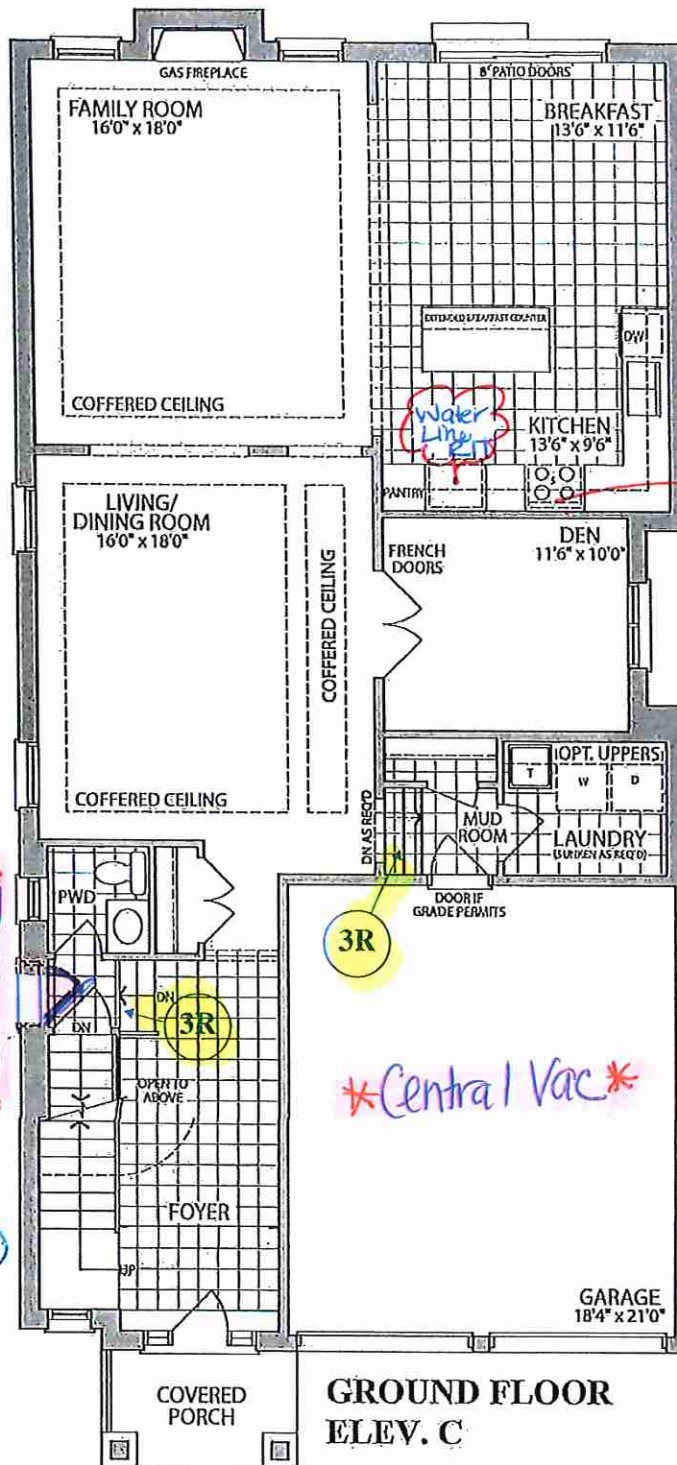 GAS FIREPLACE
8' PATIO DOORS
FAMILY ROOM
16'0" x 18'0"
BREAKFAST
13'6" x 11'6"
EXTENDED BREAKFAST COUNTER
DW
COFFERED CEILING
Water
Line
R-IT
KITCHEN
13'6" x 9'6"
PANTRY
S
LIVING/
DINING ROOM
16'0" x 18'0"
COFFERED CEILING
FRENCH
DOORS
DEN
11'6" x 10'0"
COFFERED CEILING
OPT. UPPERS
T
W
D
DN AS REQ'D
MUD
ROOM
LAUNDRY
(SUNKEN AS REQ'D)
PWD
DOOR IF
GRADE PERMITS
3R
DN
3R
DN
OPEN TO
ABOVE
*Central Vac*
FOYER
UP
GARAGE
18'4" x 21'0"
COVERED
PORCH
GROUND FLOOR
ELEV. C